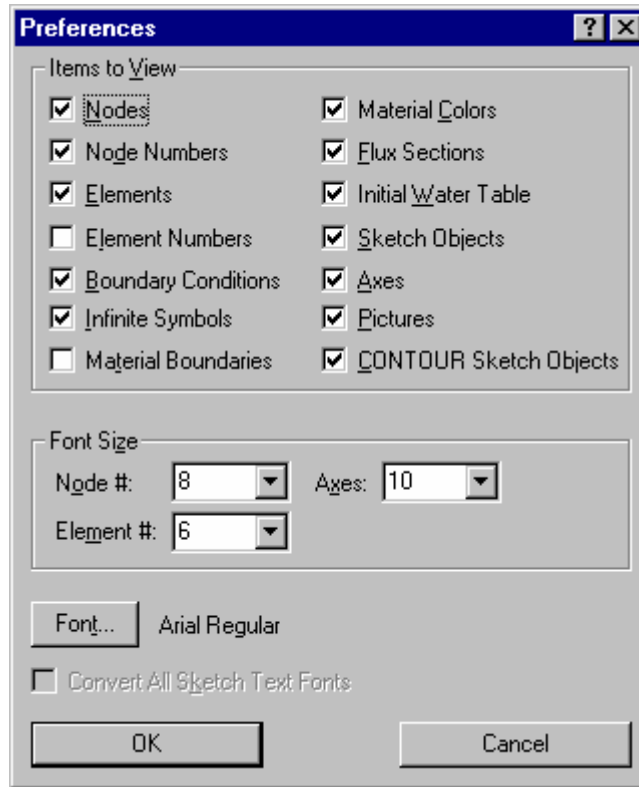 Preferences
Items to View
Nodes
Material Colors
Node Numbers
Flux Sections
Elements
Initial Water Table
Element Numbers
Sketch Objects
Boundary Conditions
Axes
Infinite Symbols
Pictures
Material Boundaries
CONTOUR Sketch Objects
Font Size
Node #: 8 Axes: 10
Element #: 6
Font... Arial Regular
Convert All Sketch Text Fonts
OK Cancel